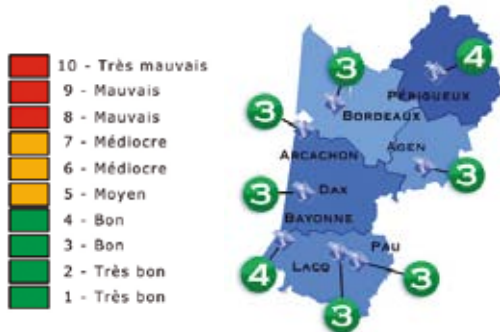 10 - Très mauvais
9 - Mauvais
8 - Mauvais
7 - Médiocre
6 - Médiocre
5 - Moyen
4 - Bon
3 - Bon
2 - Très bon
1 - Très bon
4
3
PÉRIGUEUX
BORDEAUX
3
AGEN
ARCACHON
3
3
DAX
BAYONNE
PAU
4
LACQ
3
3